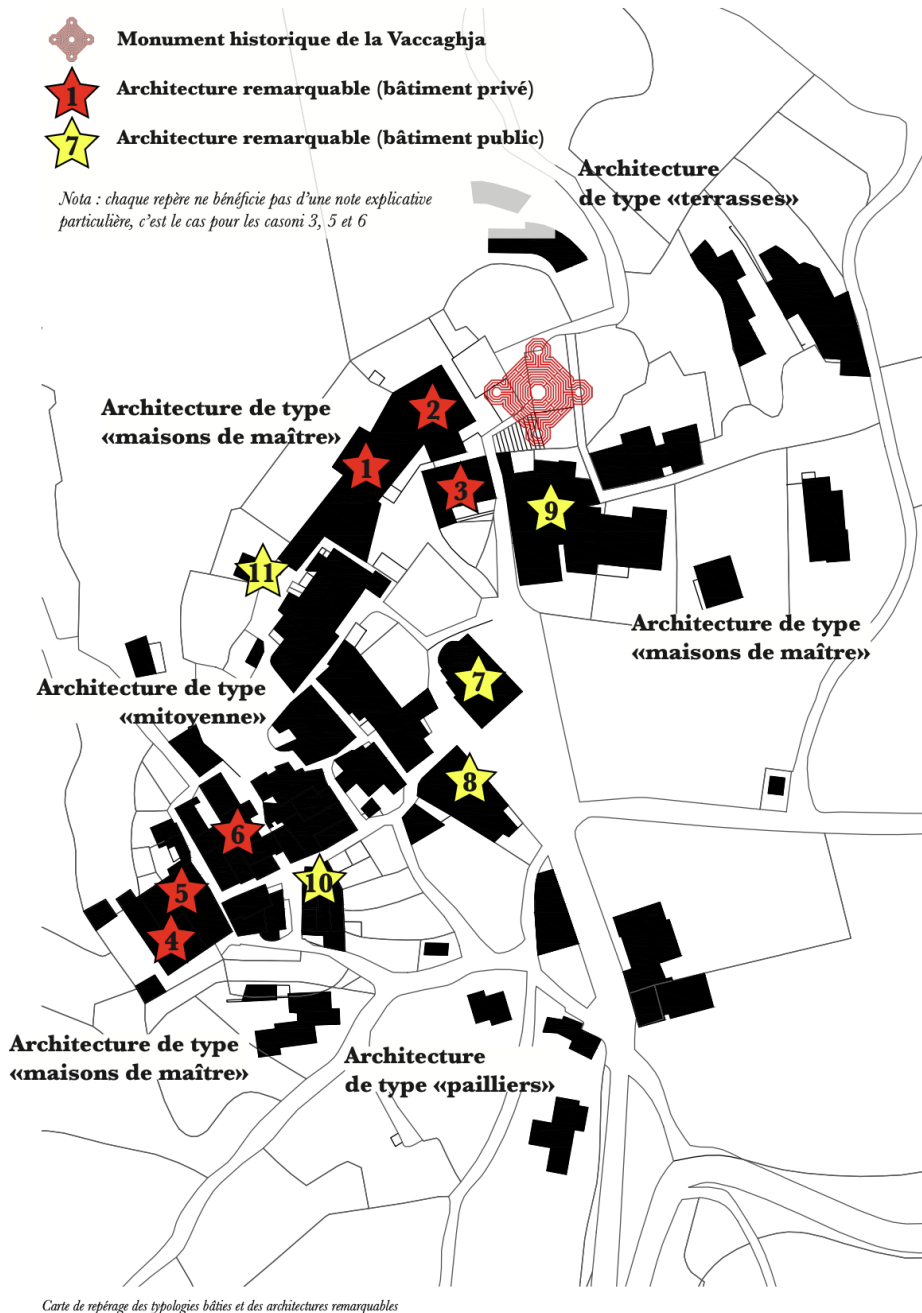 Monument historique de la Vaccaghja
1
Architecture remarquable (bâtiment privé)
7
Architecture remarquable (bâtiment public)
Nota : chaque repère ne bénéficie pas d'une note explicative
particulière, c'est le cas pour les casoni 3, 5 et 6
Architecture
de type «terrasses»
Architecture de type
«maisons de maître»
2
1
3
9
11
Architecture de type
«maisons de maître»
7
Architecture de type
«mitoyenne»
8
6
10
5
4
Architecture de type
«maisons de maître»
Architecture
de type «pailliers»
Carte de repérage des typologies bâties et des architectures remarquables